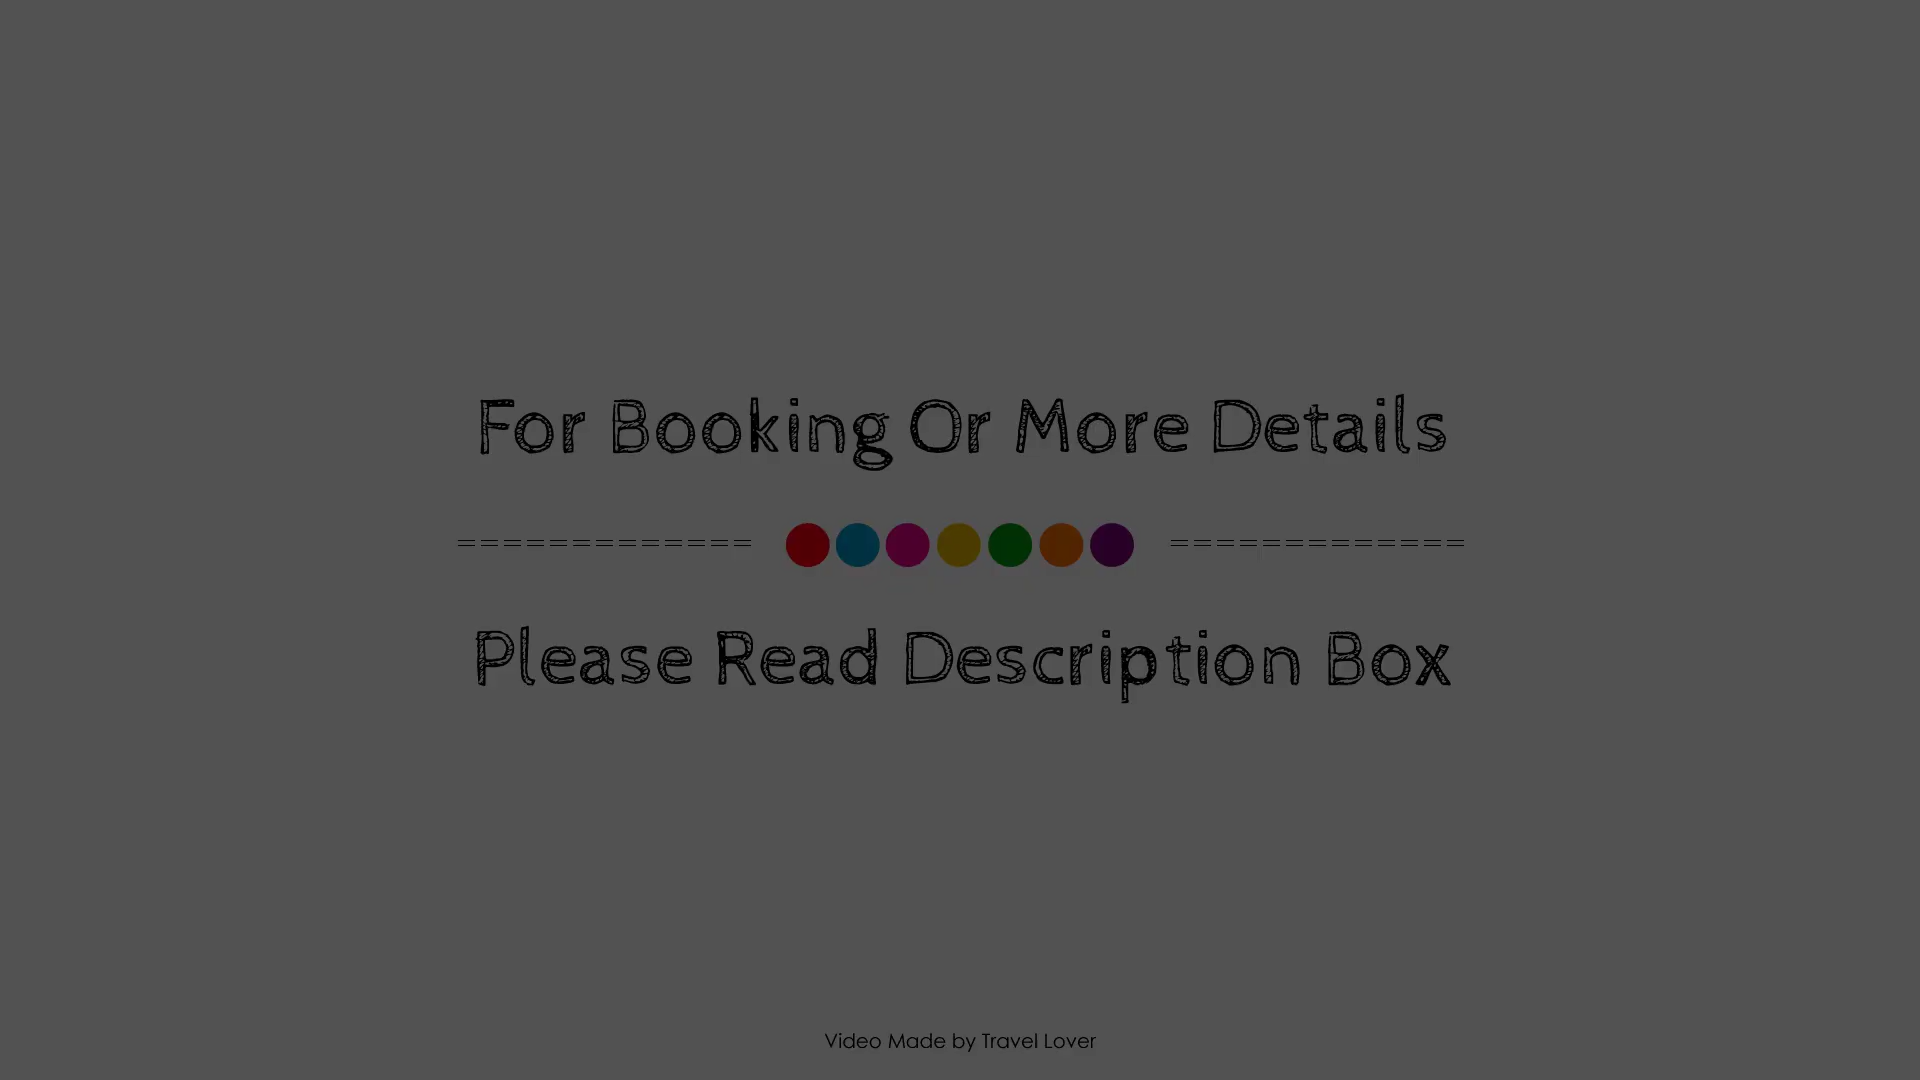 For Booking Or More Details
============= =============
Please Read Description Box
Video Made by Travel Lover